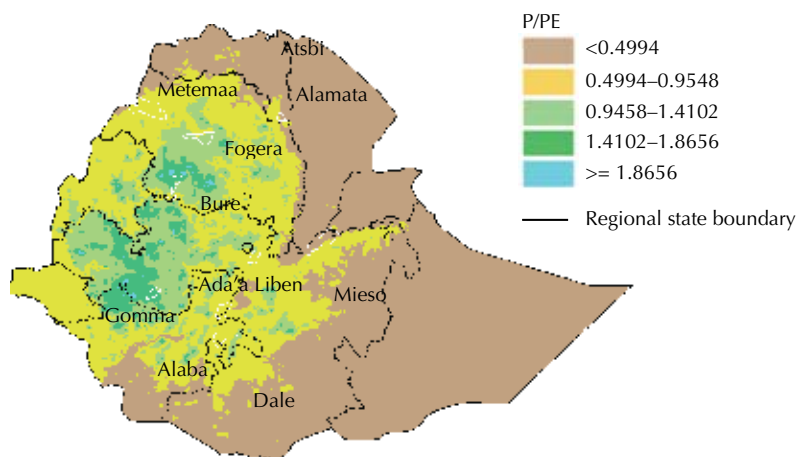 P/PE
<0.4994
0.4994–0.9548
0.9458–1.4102
1.4102–1.8656
>= 1.8656
Regional state boundary
Atsbi
Metemaa
Alamata
Fogera
Bure
Ada'a Liben
Mieso
Gomma
Alaba
Dale